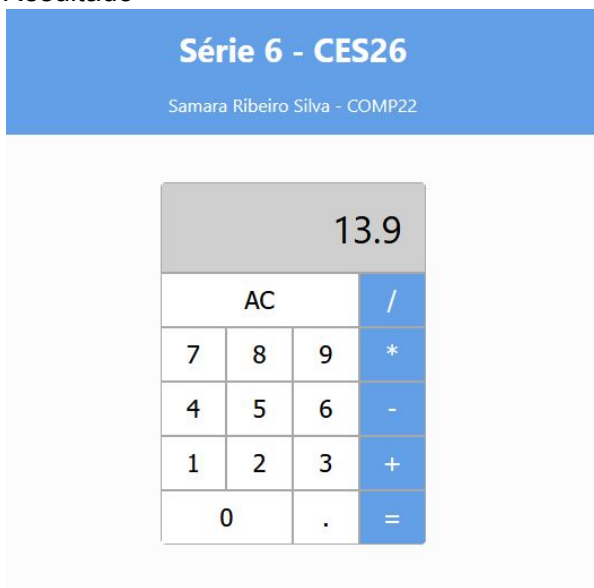 Resultado
Série 6 - CES26
Samara Ribeiro Silva - COMP22
13.9
AC /
7 8 9 *
4 5 6 -
1 2 3 +
0 . =